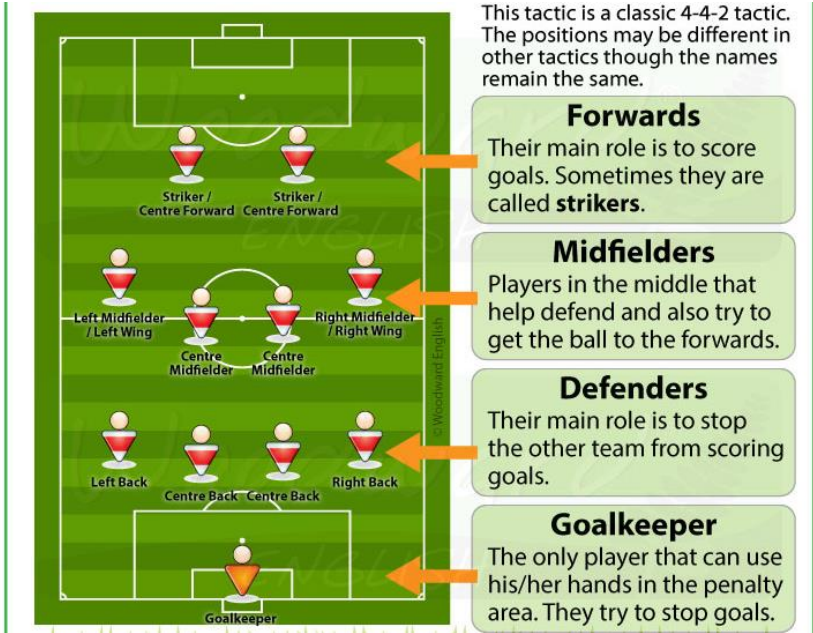 This tactic is a classic 4-4-2 tactic.
The positions may be different in
other tactics though the names
remain the same.
Forwards
Their main role is to score
goals. Sometimes they are
called strikers.
Striker /
Centre Forward
Striker /
Centre Forward
Midfielders
Players in the middle that
help defend and also try to
get the ball to the forwards.
Left Midfielder
/ Left Wing
Centre
Midfielder
Centre
Midfielder
Right Midfielder
/ Right Wing
Defenders
Their main role is to stop
the other team from scoring
goals.
Left Back
Centre Back
Centre Back
Right Back
Goalkeeper
The only player that can use
his/her hands in the penalty
area. They try to stop goals.
Goalkeeper
© Woodward English
Woodward
ENGLISH
ENGLISH